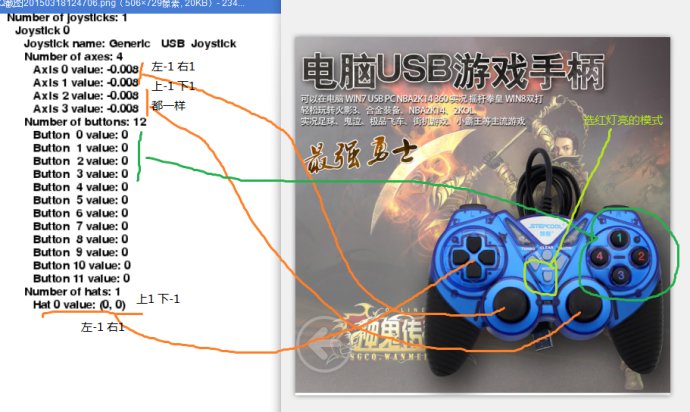 Q截图20150318124706.png（506×729像素, 20KB）- 234...
Number of joysticks: 1
Joystick 0
Joystick name: Generic USB Joystick
Number of axes: 4
Axis 0 value: -0.008
左-1 右1
Axis 1 value: -0.008
上-1 下1
Axis 2 value: -0.008
Axis 3 value: -0.008
都一样
Number of buttons: 12
Button 0 value: 0
Button 1 value: 0
Button 2 value: 0
Button 3 value: 0
Button 4 value: 0
Button 5 value: 0
Button 6 value: 0
Button 7 value: 0
Button 8 value: 0
Button 9 value: 0
Button 10 value: 0
Button 11 value: 0
Number of hats: 1
Hat 0 value: (0, 0)
上1 下-1
左-1 右1
电脑USB游戏手柄
可以在电脑 WIN7 USB PC NBA2K14 360 实况 摇杆拳皇 WIN8双打
轻松玩转火影3、合金装备、NBA2K14、2KOL、
实况足球、鬼泣、极品飞车、街机游戏、小霸王等主流游戏
选红灯亮的模式
最强勇士
STEPCOOL
TURBO
CLEAR
1
4
2
3
ONLINE
神鬼传
SGCQ.WANMEI